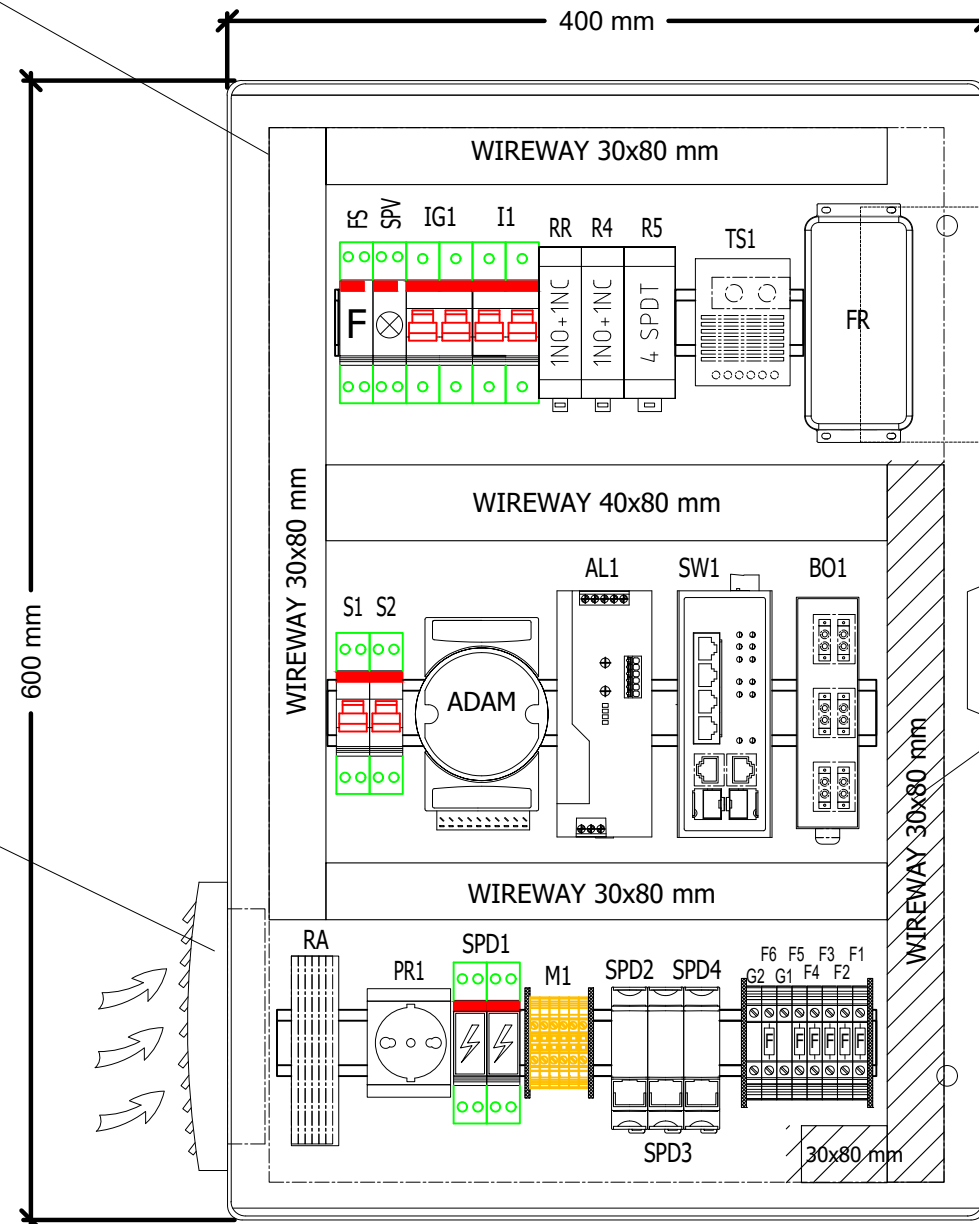 400 mm
WIREWAY 30x80 mm
FS SPV IG1 I1 RR R4 R5 TS1
F
1NO+1NC
1NO+1NC
4 SPDT
FR
WIREWAY 30x80 mm
WIREWAY 40x80 mm
600 mm
S1 S2 AL1 SW1 BO1
ADAM
WIREWAY 30x80 mm
WIREWAY 30x80 mm
RA PR1 SPD1 M1 SPD2 SPD4
F6 F5 F3 F1
G2 G1 F4 F2
F F F F F F
SPD3
30x80 mm